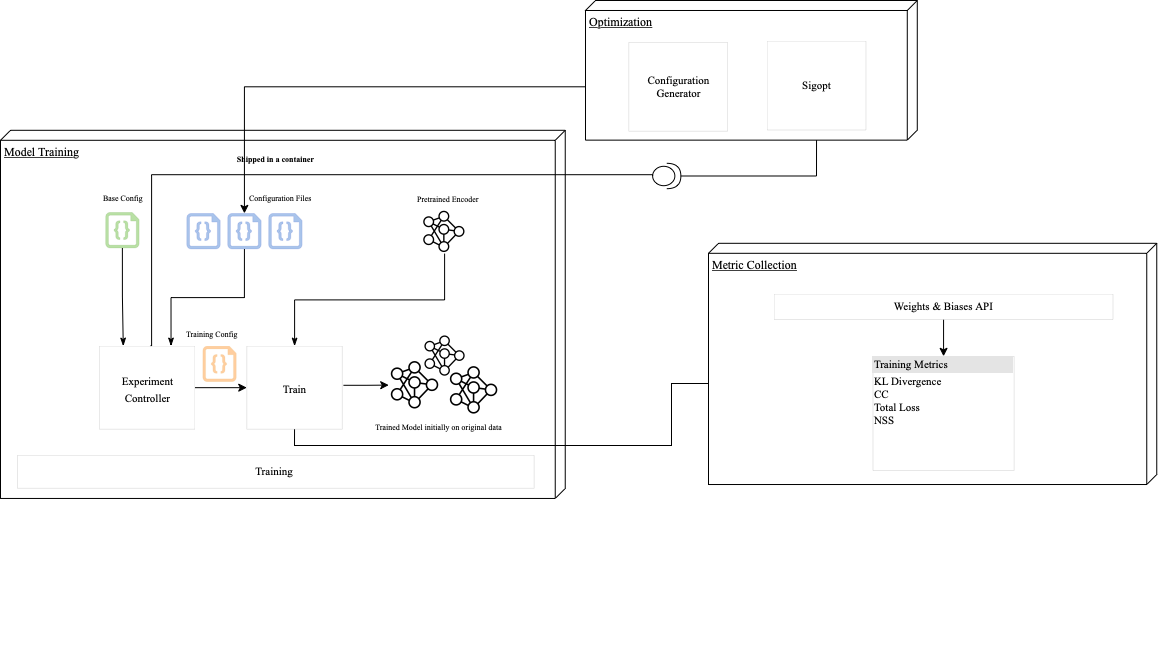 Optimization
Configuration
Generator
Sigopt
Model Training
Shipped in a container
Base Config
Configuration Files
Pretrained Encoder
{}
{}
{}
{}
Metric Collection
Weights & Biases API
Training Metrics
KL Divergence
CC
Total Loss
NSS
Training Config
{}
Experiment
Controller
Train
Trained Model initially on original data
Training